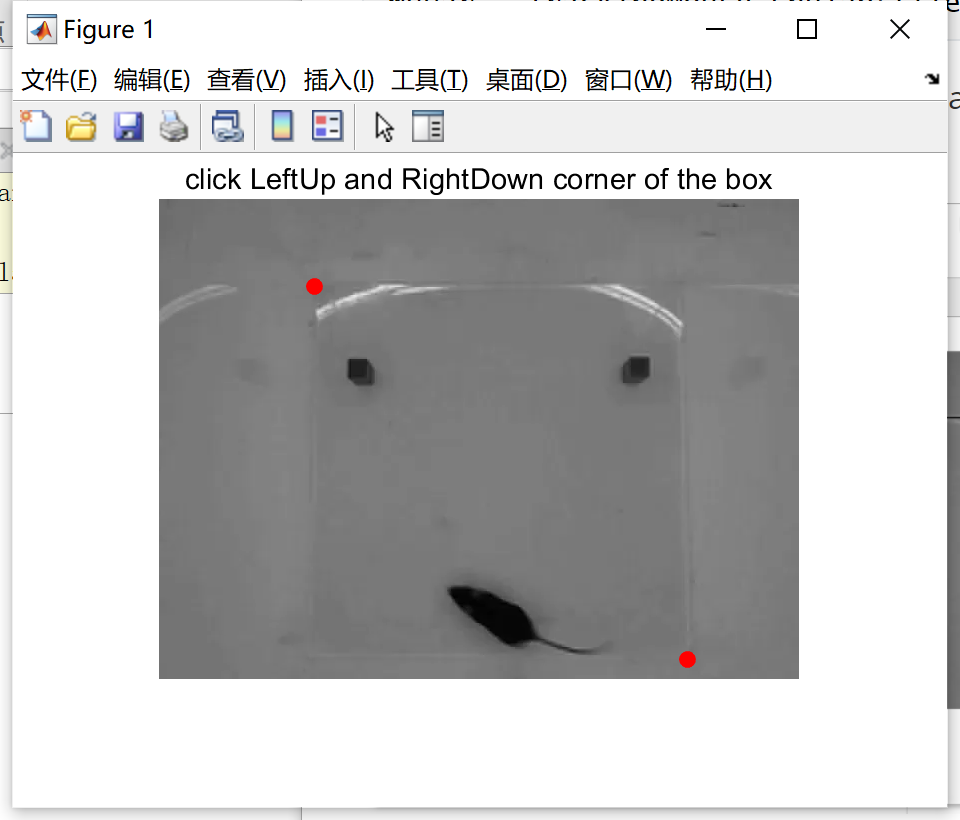 Figure 1
文件(F) 编辑(E) 查看(V) 插入(I) 工具(T) 桌面(D) 窗口(W) 帮助(H)
click LeftUp and RightDown corner of the box